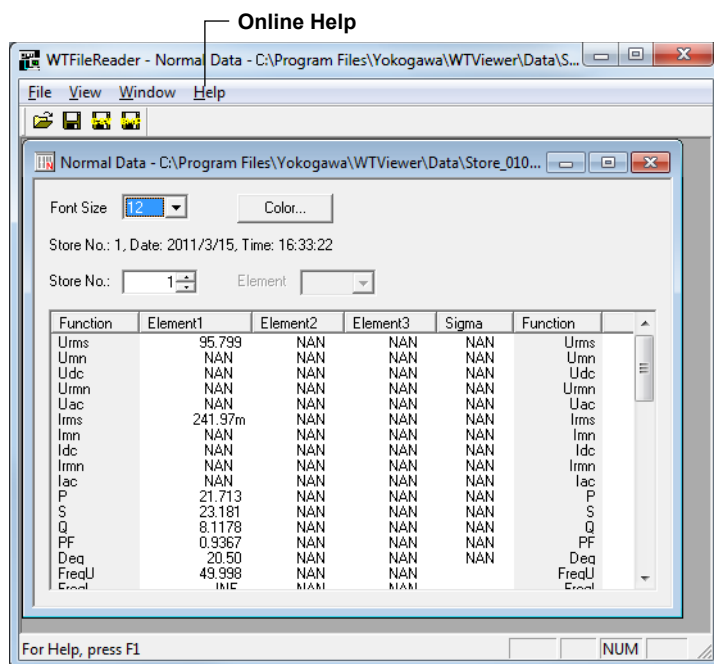 Online Help
WTFileReader - Normal Data - C:\Program Files\Yokogawa\WTViewer\Data\S...
File View Window Help
Normal Data - C:\Program Files\Yokogawa\WTViewer\Data\Store_010...
Font Size 12 Color...
Store No.: 1, Date: 2011/3/15, Time: 16:33:22
Store No.: 1 Element
Function Element1 Element2 Element3 Sigma Function
Urms 95.799 NAN NAN NAN Urms
Umn NAN NAN NAN NAN Umn
Udc NAN NAN NAN NAN Udc
Urmn NAN NAN NAN NAN Urmn
Uac NAN NAN NAN NAN Uac
Irms 241.97m NAN NAN NAN Irms
Imn NAN NAN NAN NAN Imn
Idc NAN NAN NAN NAN Idc
Irmn NAN NAN NAN NAN Irmn
Iac NAN NAN NAN NAN Iac
P 21.713 NAN NAN NAN P
S 23.181 NAN NAN NAN S
Q 8.1178 NAN NAN NAN Q
PF 0.9367 NAN NAN NAN PF
Deg 20.50 NAN NAN NAN Deg
FreqU 49.998 NAN NAN FreqU
For Help, press F1 NUM